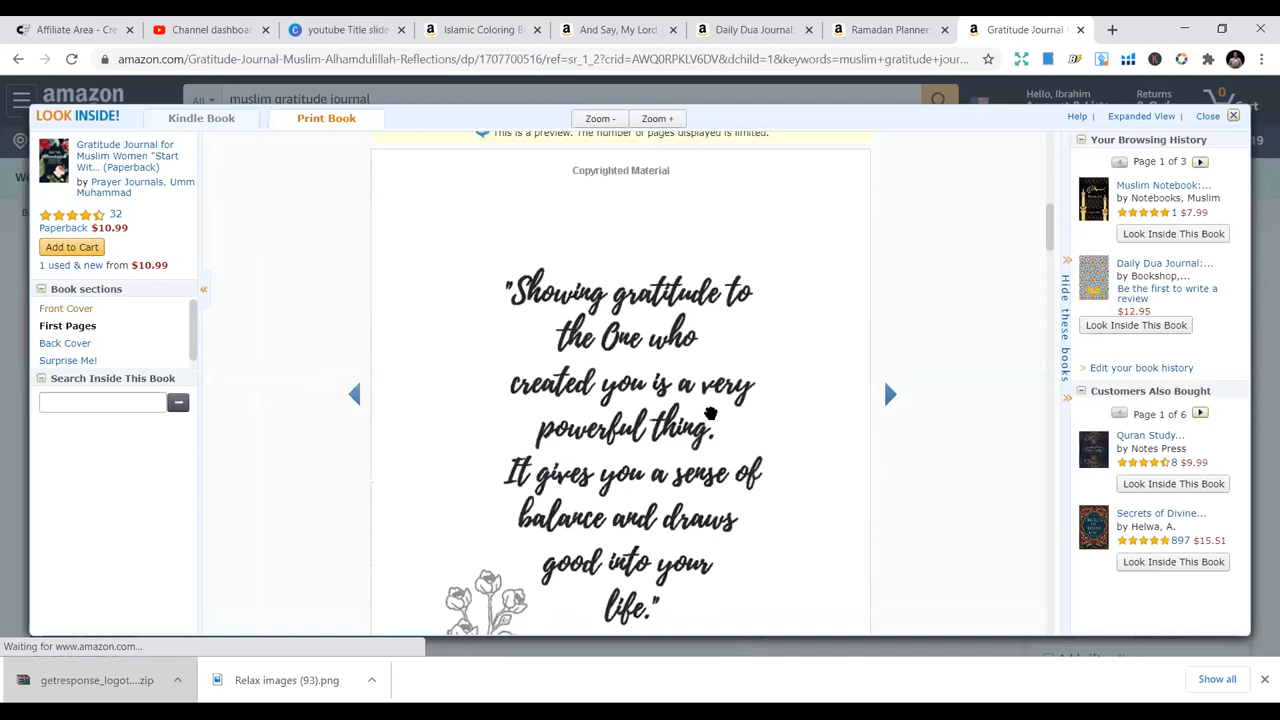 Affiliate Area - Cre
Channel dashboa
youtube Title slide
Islamic Coloring B
And Say, My Lord
Daily Dua Journal:
Ramadan Planner:
Gratitude Journal
amazon.com/Gratitude-Journal-Muslim-Alhamdulillah-Reflection/dp/1707700516/ref=sr_1_2?crid=AWQ0RPKLV6DV&dchild=1&keywords=muslim+gratitude+jour...
amazon
All
muslim gratitude journal
Hello, Ibrahim
Returns
0
LOOK INSIDE!
Kindle Book
Print Book
Zoom -
Zoom +
Help
Expanded View
Close
This is a preview. The number of pages displayed is limited.
Gratitude Journal for
Muslim Women "Start
Wit... (Paperback)
by Prayer Journals, Umm
Muhammad
32
Paperback $10.99
Add to Cart
1 used & new from $10.99
Book sections
Front Cover
First Pages
Back Cover
Surprise Me!
Search Inside This Book
Copyrighted Material
"Showing gratitude to
the One who
created you is a very
powerful thing.
It gives you a sense of
balance and draws
good into your
life."
Hide these books
Your Browsing History
Page 1 of 3
Muslim Notebook:...
by Notebooks, Muslim
1 $7.99
Look Inside This Book
Daily Dua Journal:...
by Bookshop,...
Be the first to write a
review
$12.95
Look Inside This Book
> Edit your book history
Customers Also Bought
Page 1 of 6
Quran Study...
by Notes Press
8 $9.99
Look Inside This Book
Secrets of Divine...
by Helwa, A.
897 $15.51
Look Inside This Book
Waiting for www.amazon.com...
getresponse_logot....zip
Relax images (93).png
Show all